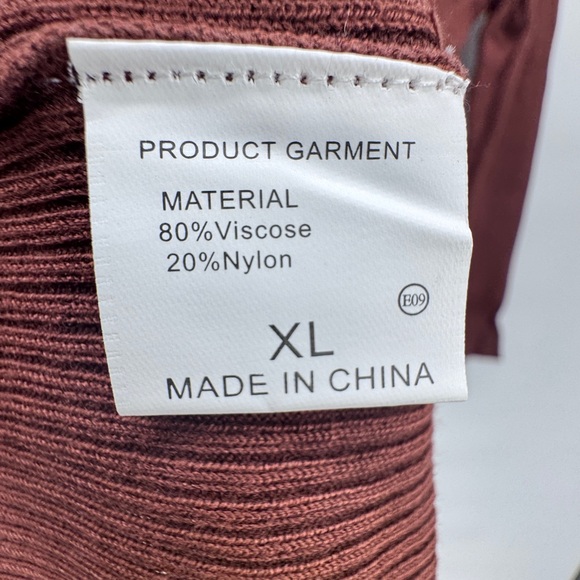 PRODUCT GARMENT
MATERIAL
80%Viscose
20%Nylon
E09
XL
MADE IN CHINA